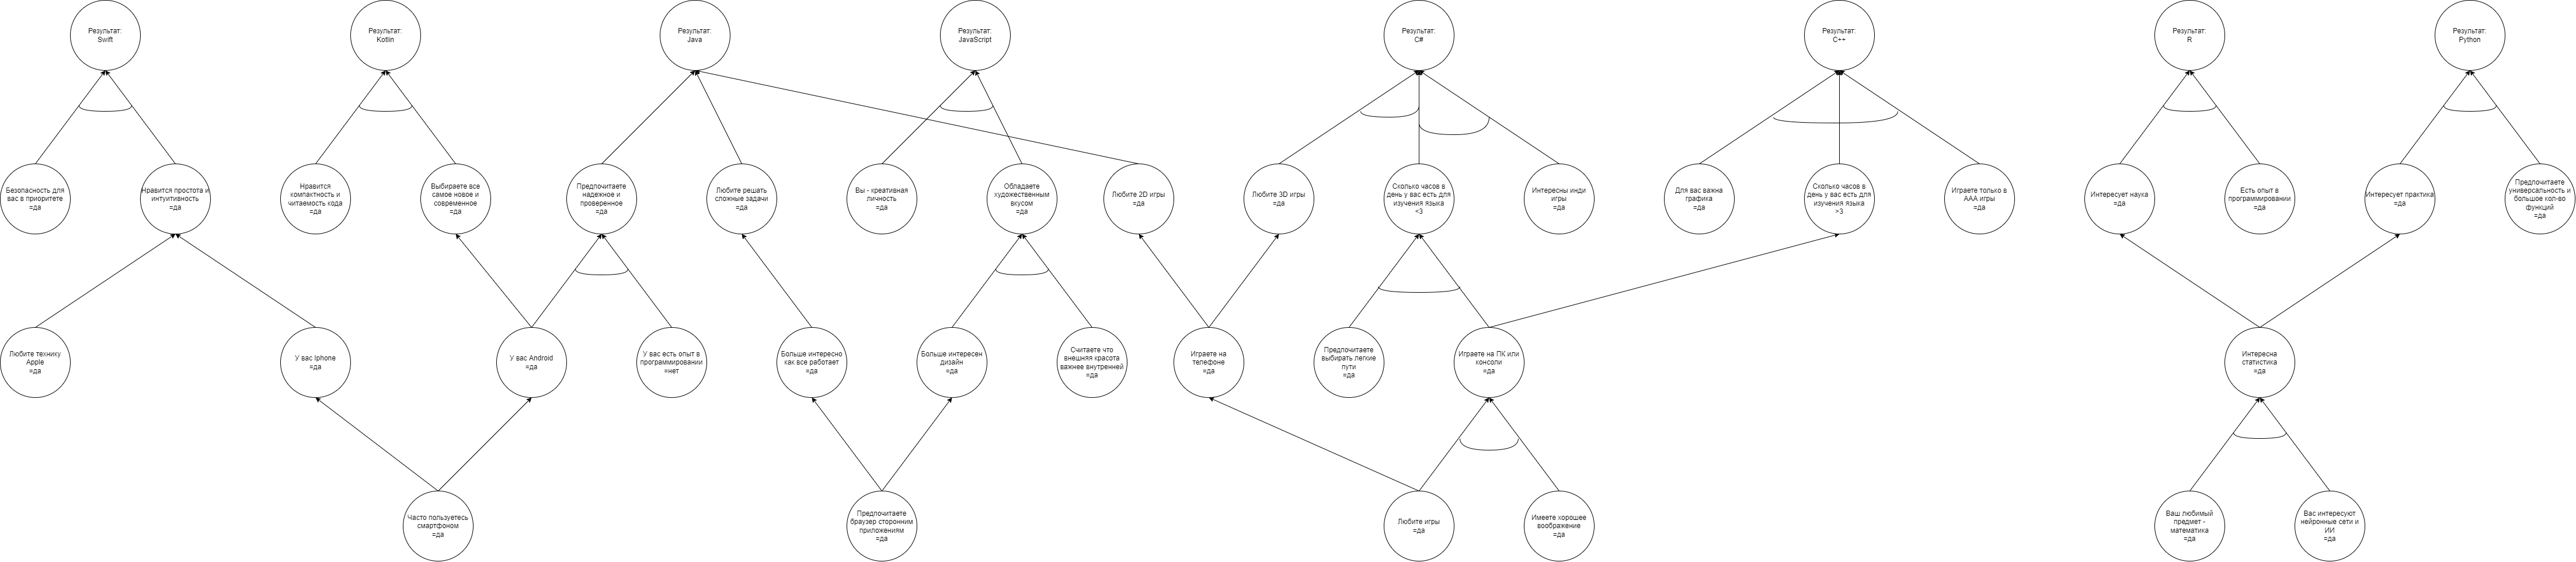 Результат:
Swift
Результат:
Kotlin
Результат:
Java
Результат:
JavaScript
Результат:
C#
Результат:
C++
Результат:
R
Результат:
Python
Безопасность для
вас в приоритете
=да
Нравится простота и
интуитивность
=да
Нравится
компактность и
читаемость кода
=да
Выбираете все
самое новое и
современное
=да
Предпочитаете
надежное и
проверенное
=да
Любите решать
сложные задачи
=да
Вы - креативная
личность
=да
Обладаете
художественным
вкусом
=да
Любите 2D игры
=да
Любите 3D игры
=да
Сколько часов в
день у вас есть для
изучения языка
<3
Интересны инди
игры
=да
Для вас важна
графика
=да
Сколько часов в
день у вас есть для
изучения языка
>3
Играете только в
ААА игры
=да
Интересует наука
=да
Есть опыт в
программировании
=да
Интересует практика
=да
Предпочитаете
универсальность и
большое кол-во
функций
=да
Любите технику
Apple
=да
У вас Iphone
=да
У вас Android
=да
У вас есть опыт в
программировании
=нет
Больше интересно
как все работает
=да
Больше интересен
дизайн
=да
Считаете что
внешняя красота
важнее внутренней
=да
Играете на
телефоне
=да
Предпочитаете
выбирать легкие
пути
=да
Играете на ПК или
консоли
=да
Интересна
статистика
=да
Часто пользуетесь
смартфоном
=да
Предпочитаете
браузер сторонним
приложениям
=да
Любите игры
=да
Имеете хорошее
воображение
=да
Ваш любимый
предмет -
математика
=да
Вас интересуют
нейронные сети и
ИИ
=да